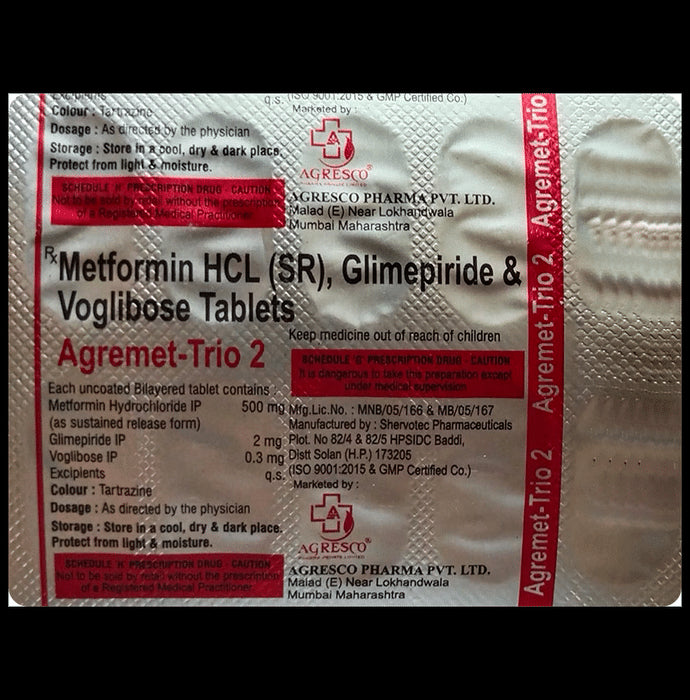 Excipients
q.s. (ISO 9001:2015 & GMP Certified Co.)
Colour : Tartrazine
Marketed by :
Dosage : As directed by the physician
Storage : Store in a cool, dry & dark place.
Protect from light & moisture.
AGRESCO®
SCHEDULE 'H' PRESCRIPTION DRUG - CAUTION
Not to be sold by retail without the prescription
of a Registered Medical Practitioner.
AGRESCO PHARMA PVT. LTD.
Malad (E) Near Lokhandwala
Mumbai Maharashtra
Rx Metformin HCL (SR), Glimepiride &
Voglibose Tablets
Agremet-Trio 2
Keep medicine out of reach of children
SCHEDULE 'G' PRESCRIPTION DRUG - CAUTION
It is dangerous to take this preparation except
under medical supervision
Each uncoated Bilayered tablet contains :
Metformin Hydrochloride IP 500 mg
(as sustained release form)
Glimepiride IP 2 mg
Voglibose IP 0.3 mg
Excipients q.s.
Colour : Tartrazine
Dosage : As directed by the physician
Storage : Store in a cool, dry & dark place.
Protect from light & moisture.
SCHEDULE 'H' PRESCRIPTION DRUG - CAUTION
Not to be sold by retail without the prescription
of a Registered Medical Practitioner.
Mfg.Lic.No. : MNB/05/166 & MB/05/167
Manufactured by : Shervotec Pharmaceuticals
Plot. No 82/4 & 82/5 HPSIDC Baddi,
Distt Solan (H.P.) 173205
(ISO 9001:2015 & GMP Certified Co.)
Marketed by :
AGRESCO®
AGRESCO PHARMA PVT. LTD.
Malad (E) Near Lokhandwala
Mumbai Maharashtra
Agremet-Trio 2
Agremet-Trio 2
Agremet-Trio